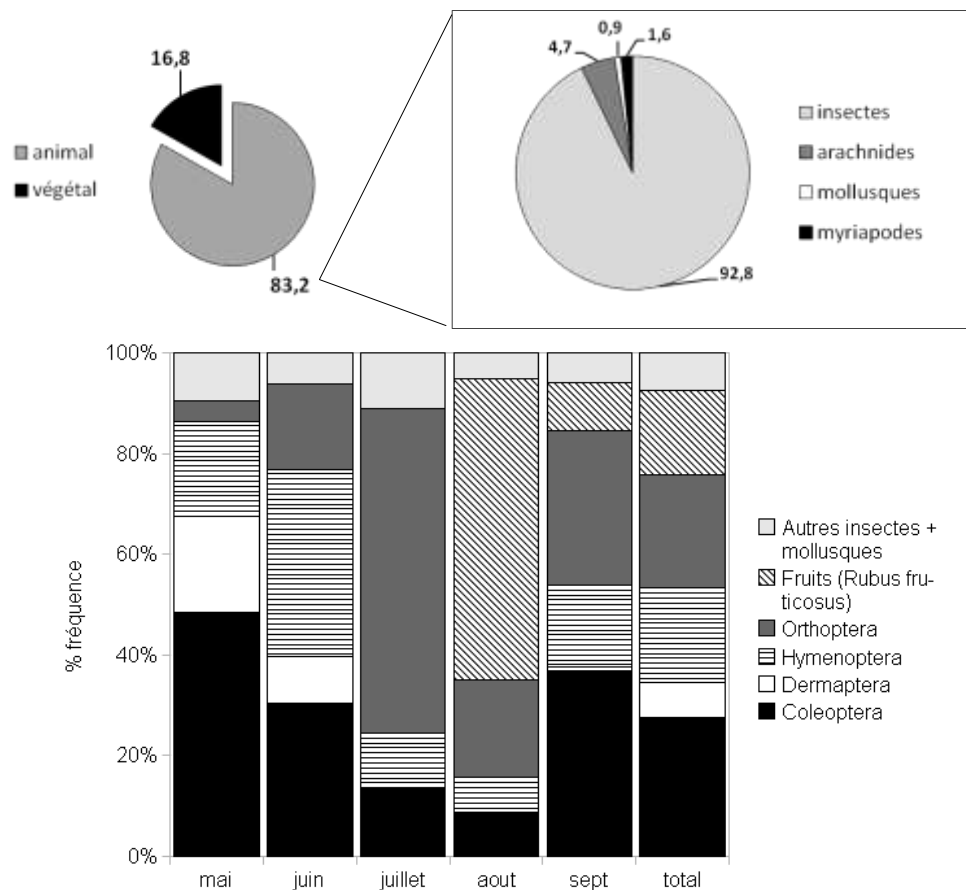 16,8
animal
végétal
83,2
0,9
1,6
4,7
insectes
arachnides
mollusques
myriapodes
92,8
100%
80%
60%
40%
20%
0%
% fréquence
mai
juin
juillet
aout
sept
total
Autres insectes +
mollusques
Fruits (Rubus fru-
ticosus)
Orthoptera
Hymenoptera
Dermaptera
Coleoptera